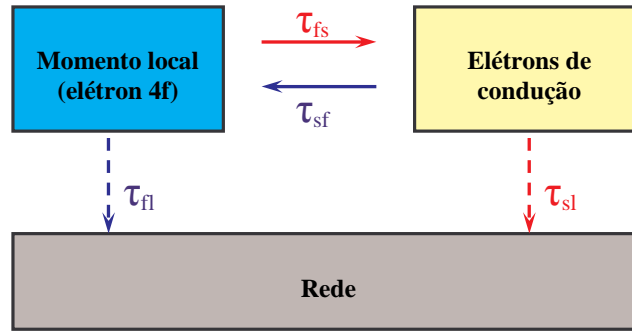 Momento local
(elétron 4f)
τfs
τsf
Elétrons de
condução
τfl
τsl
Rede